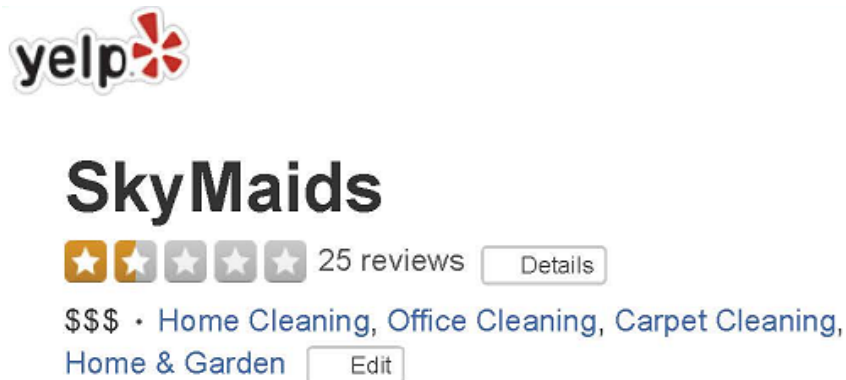 yelp
SkyMaids
25 reviews Details
$$$ · Home Cleaning, Office Cleaning, Carpet Cleaning,
Home & Garden Edit